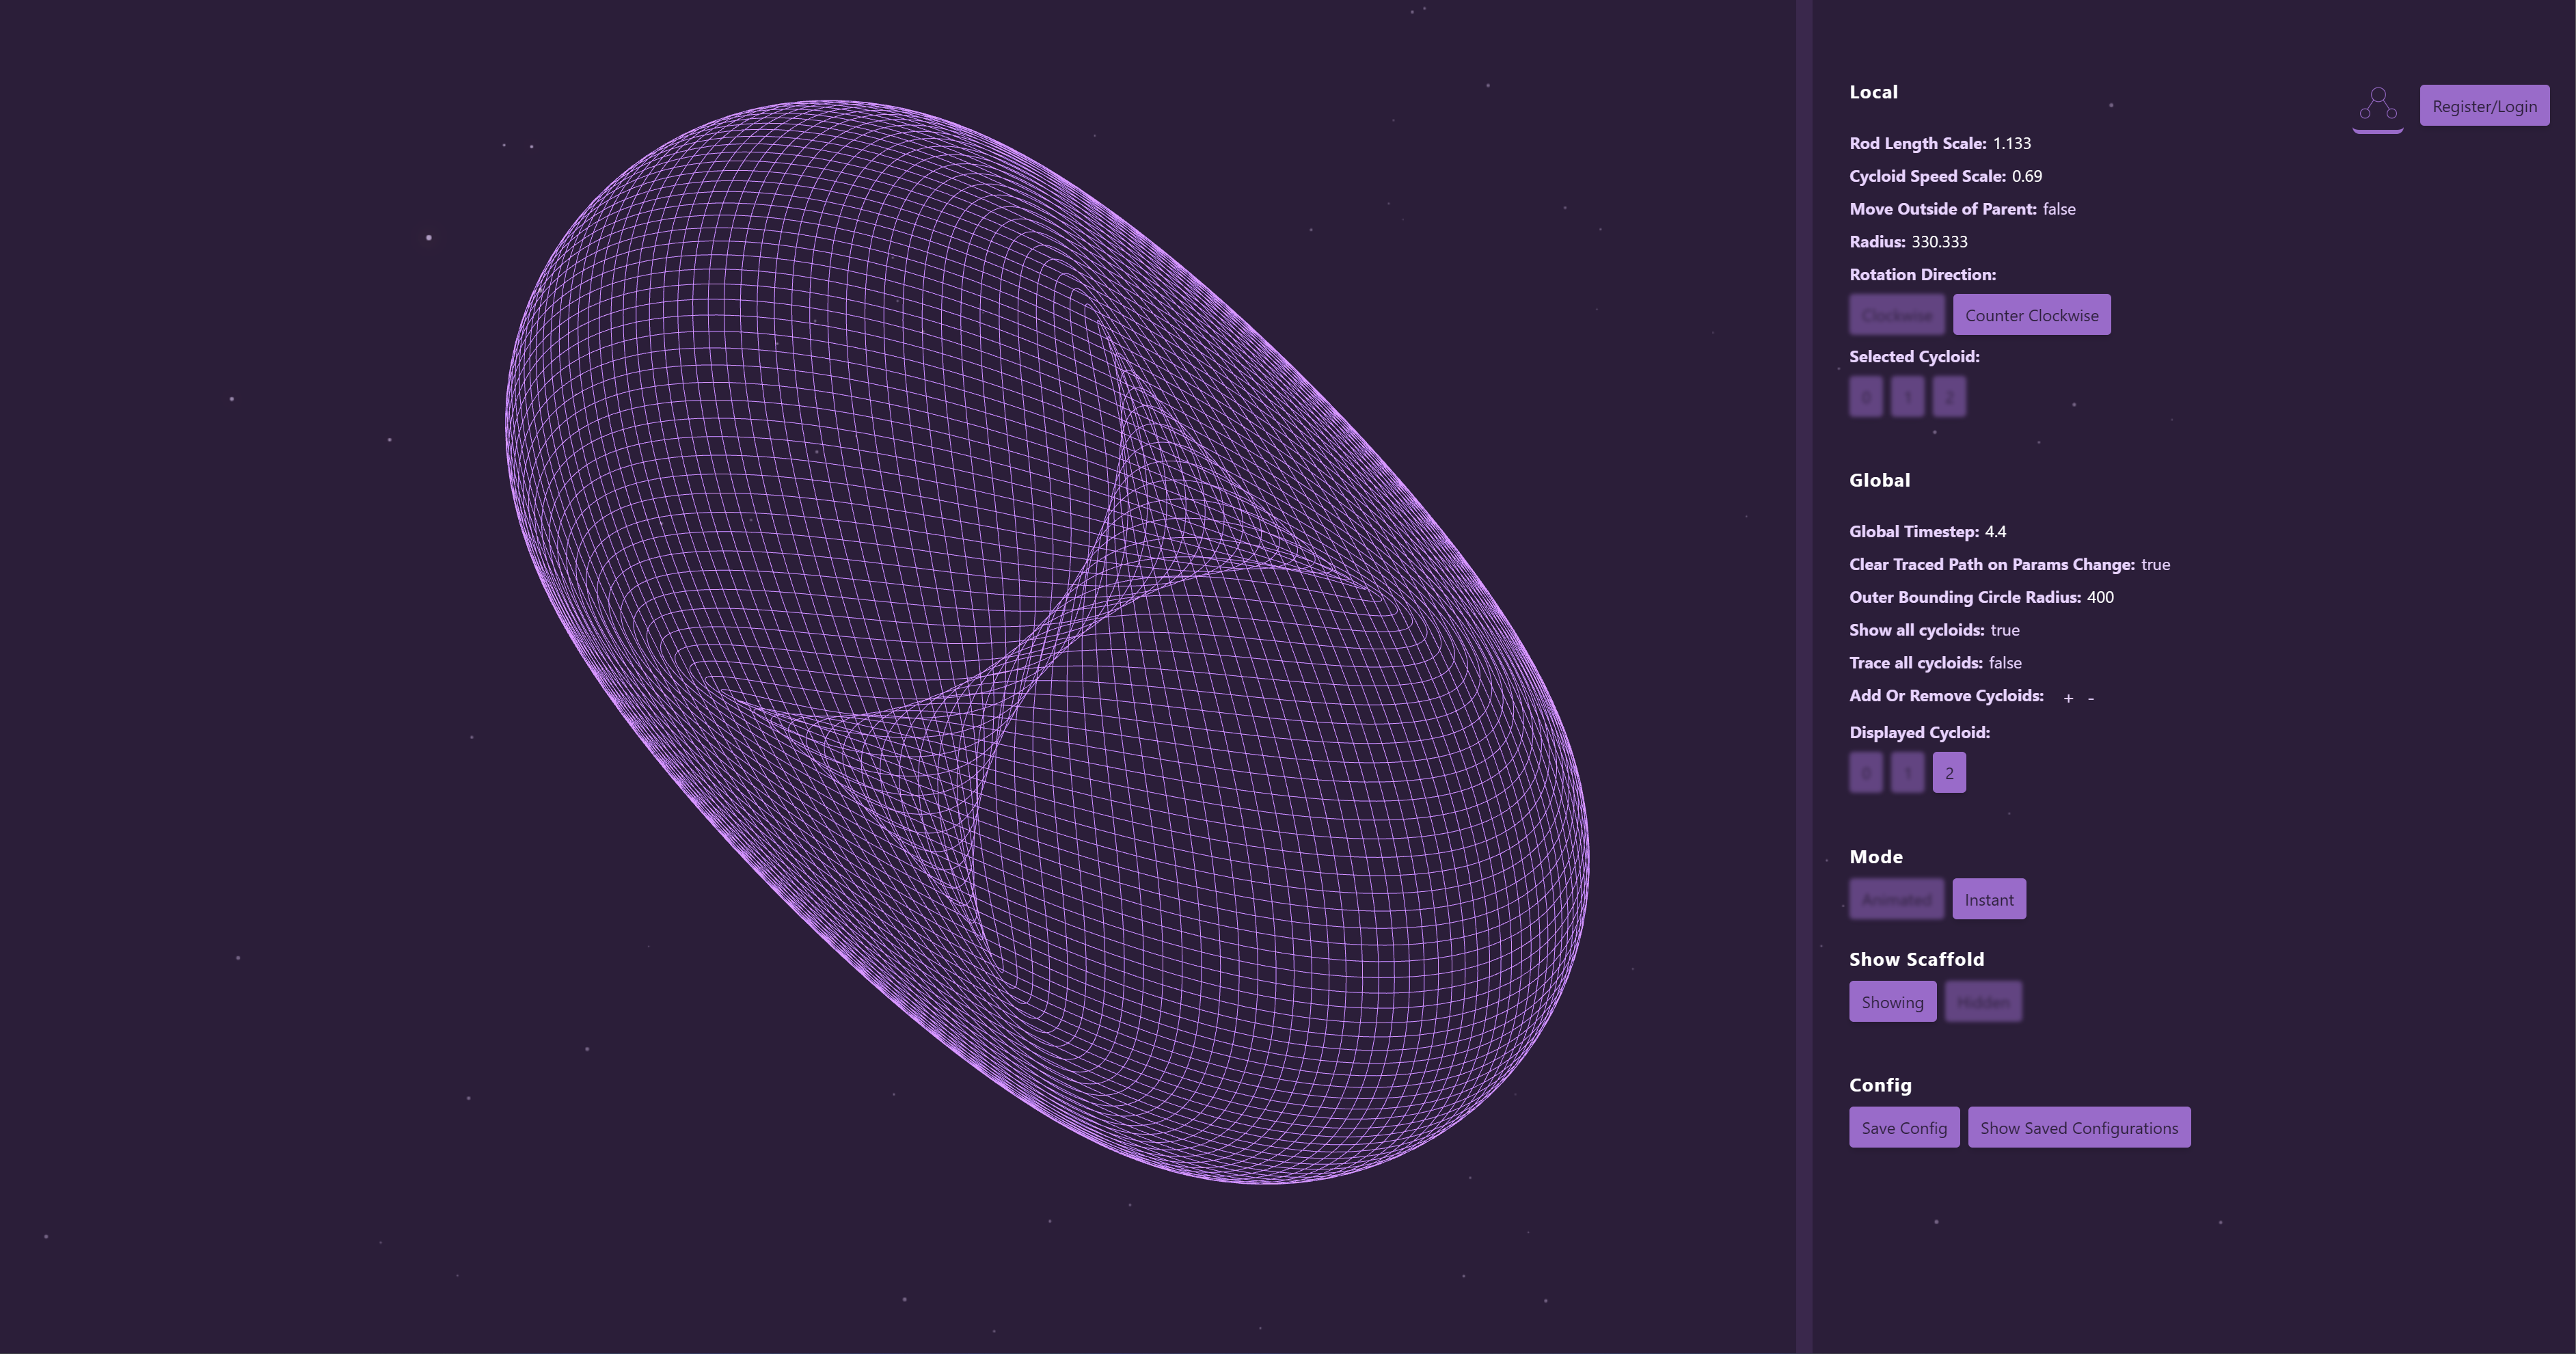 Local
Register/Login
Rod Length Scale: 1.133
Cycloid Speed Scale: 0.69
Move Outside of Parent: false
Radius: 330.333
Rotation Direction:
Clockwise Counter Clockwise
Selected Cycloid:
0 1 2
Global
Global Timestep: 4.4
Clear Traced Path on Params Change: true
Outer Bounding Circle Radius: 400
Show all cycloids: true
Trace all cycloids: false
Add Or Remove Cycloids: + -
Displayed Cycloid:
0 1 2
Mode
Animated Instant
Show Scaffold
Showing Hidden
Config
Save Config Show Saved Configurations